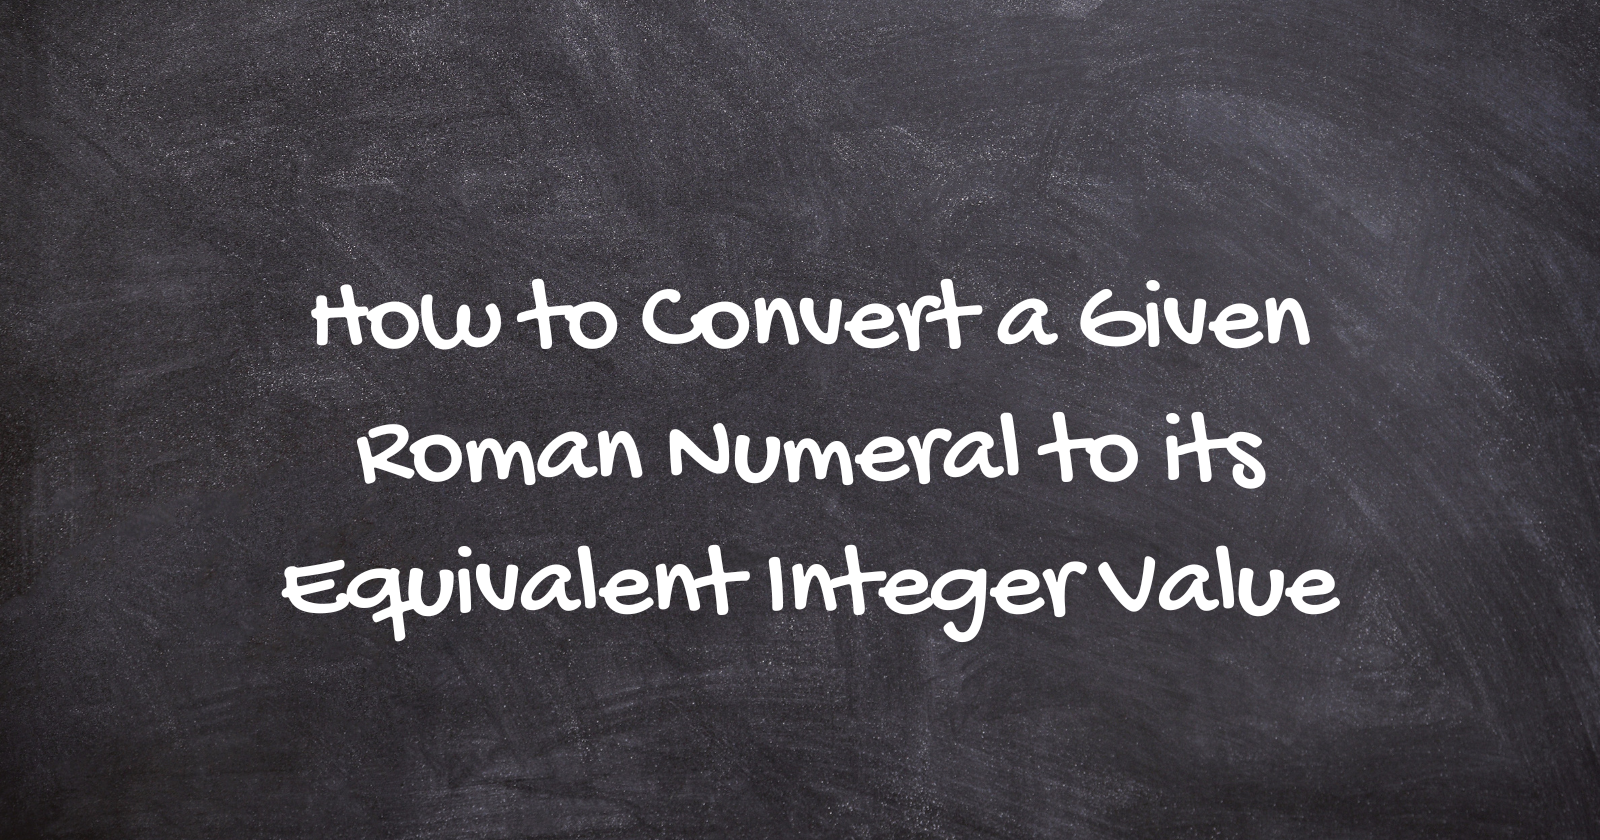 How to Convert a Given
Roman Numeral to its
Equivalent Integer Value